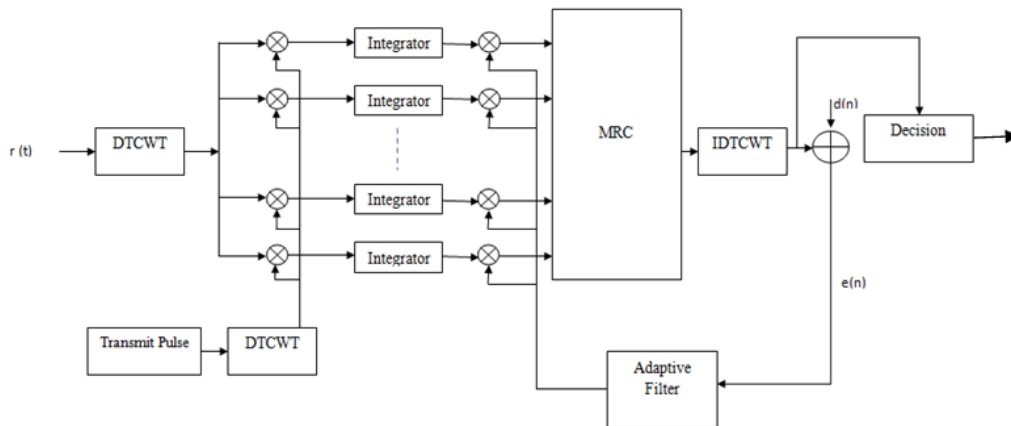 Integrator
Integrator
MRC
d(n)
Decision
DTCWT
IDTCWT
r (t)
Integrator
Integrator
e(n)
Transmit Pulse
DTCWT
Adaptive
Filter